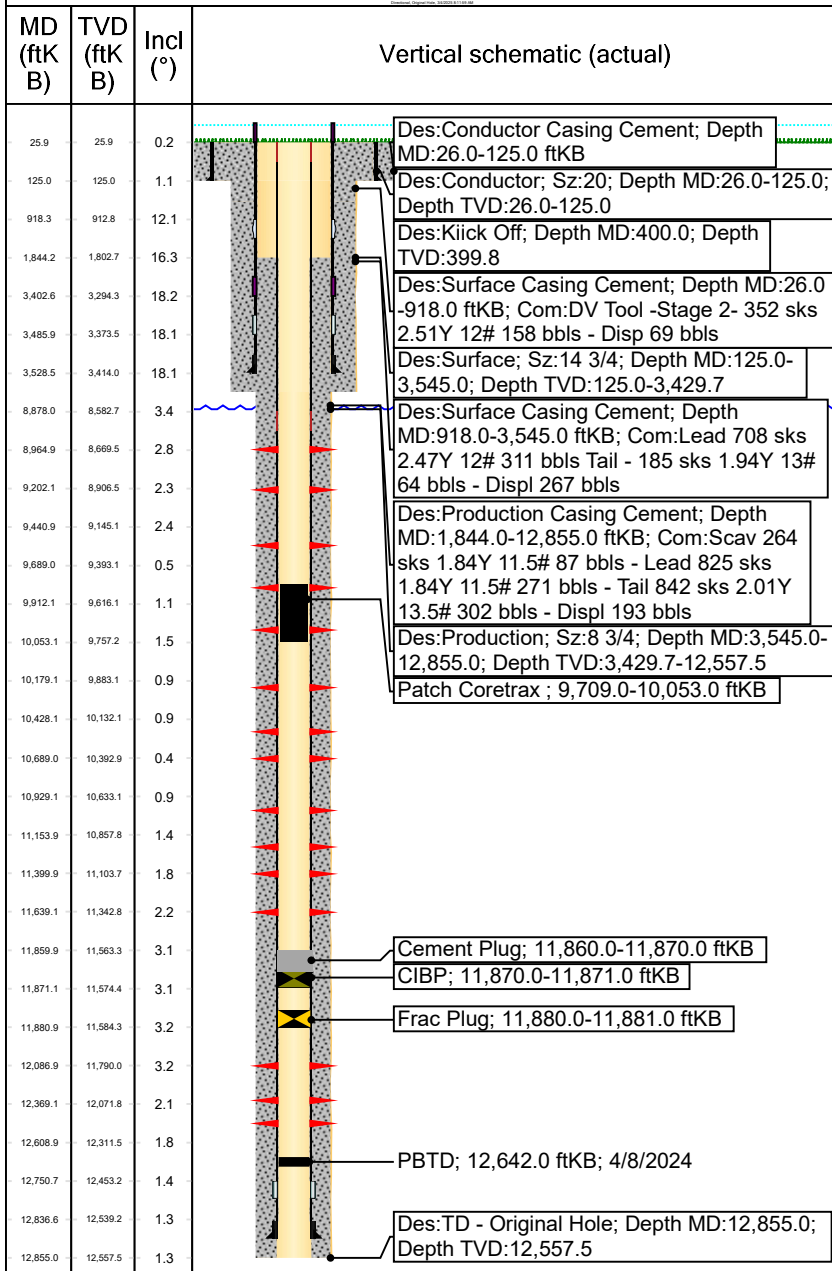 Directional, Original Hole, 3/4/2025 8:11:59 AM
MD
(ftK
B)
TVD
(ftK
B)
Incl
(°)
Vertical schematic (actual)
25.9 25.9 0.2
125.0 125.0 1.1
918.3 912.8 12.1
1,844.2 1,802.7 16.3
3,402.6 3,294.3 18.2
3,485.9 3,373.5 18.1
3,528.5 3,414.0 18.1
8,878.0 8,582.7 3.4
8,964.9 8,669.5 2.8
9,202.1 8,906.5 2.3
9,440.9 9,145.1 2.4
9,689.0 9,393.1 0.5
9,912.1 9,616.1 1.1
10,053.1 9,757.2 1.5
10,179.1 9,883.1 0.9
10,428.1 10,132.1 0.9
10,689.0 10,392.9 0.4
10,929.1 10,633.1 0.9
11,153.9 10,857.8 1.4
11,399.9 11,103.7 1.8
11,639.1 11,342.8 2.2
11,859.9 11,563.3 3.1
11,871.1 11,574.4 3.1
11,880.9 11,584.3 3.2
12,086.9 11,790.0 3.2
12,369.1 12,071.8 2.1
12,608.9 12,311.5 1.8
12,750.7 12,453.2 1.4
12,836.6 12,539.2 1.3
12,855.0 12,557.5 1.3
Des:Conductor Casing Cement; Depth
MD:26.0-125.0 ftKB
Des:Conductor; Sz:20; Depth MD:26.0-125.0;
Depth TVD:26.0-125.0
Des:Kiick Off; Depth MD:400.0; Depth
TVD:399.8
Des:Surface Casing Cement; Depth MD:26.0
-918.0 ftKB; Com:DV Tool -Stage 2- 352 sks
2.51Y 12# 158 bbls - Disp 69 bbls
Des:Surface; Sz:14 3/4; Depth MD:125.0-
3,545.0; Depth TVD:125.0-3,429.7
Des:Surface Casing Cement; Depth
MD:918.0-3,545.0 ftKB; Com:Lead 708 sks
2.47Y 12# 311 bbls Tail - 185 sks 1.94Y 13#
64 bbls - Displ 267 bbls
Des:Production Casing Cement; Depth
MD:1,844.0-12,855.0 ftKB; Com:Scav 264
sks 1.84Y 11.5# 87 bbls - Lead 825 sks
1.84Y 11.5# 271 bbls - Tail 842 sks 2.01Y
13.5# 302 bbls - Displ 193 bbls
Des:Production; Sz:8 3/4; Depth MD:3,545.0-
12,855.0; Depth TVD:3,429.7-12,557.5
Patch Coretrax ; 9,709.0-10,053.0 ftKB
Cement Plug; 11,860.0-11,870.0 ftKB
CIBP; 11,870.0-11,871.0 ftKB
Frac Plug; 11,880.0-11,881.0 ftKB
PBTD; 12,642.0 ftKB; 4/8/2024
Des:TD - Original Hole; Depth MD:12,855.0;
Depth TVD:12,557.5